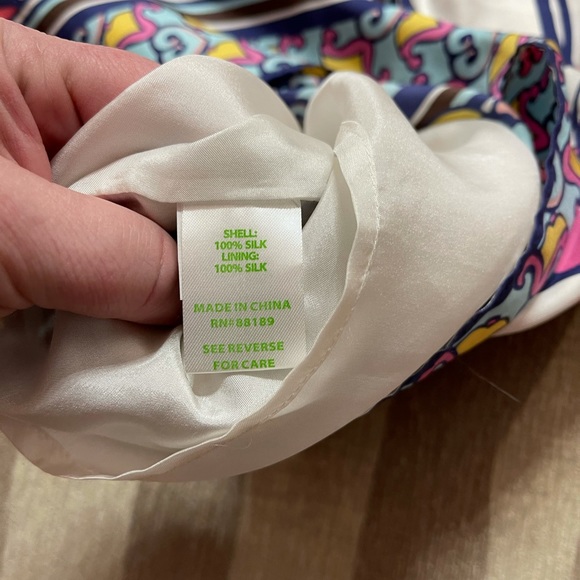 SHELL:
100% SILK
LINING:
100% SILK
MADE IN CHINA
RN#88189
SEE REVERSE
FOR CARE